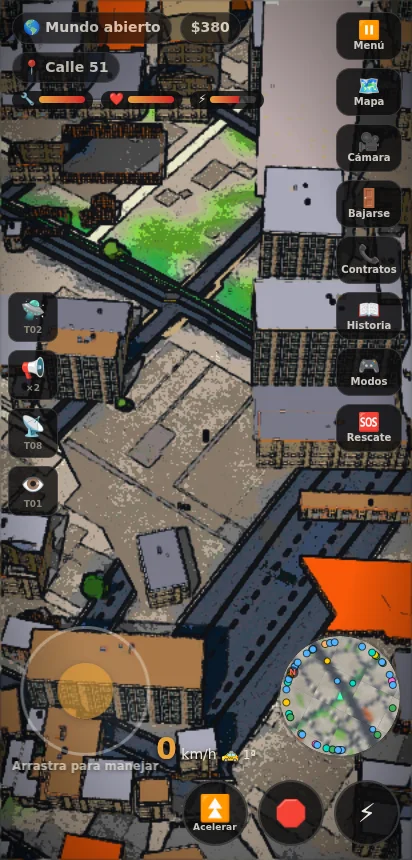 Mundo abierto
$380
Menú
Calle 51
Mapa
Cámara
Bajarse
Contratos
T02
Historia
×2
Modos
T08
Rescate
T01
N
0 km/h 1ª
Arrastra para manejar
Acelerar